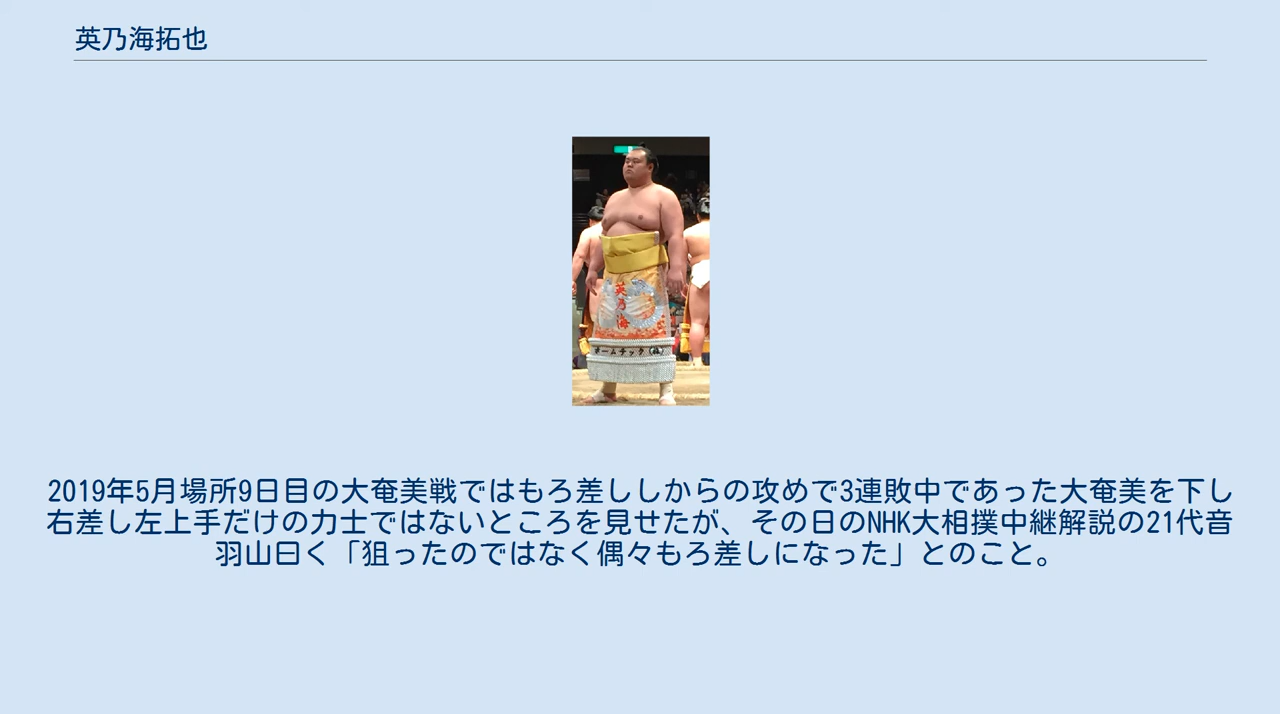 英乃海拓也
英乃海
2019年5月場所9日目の大奄美戦ではもろ差ししからの攻めで3連敗中であった大奄美を下し
右差し左上手だけの力士ではないところを見せたが、その日のNHK大相撲中継解説の21代音
羽山曰く「狙ったのではなく偶々もろ差しになった」とのこと。